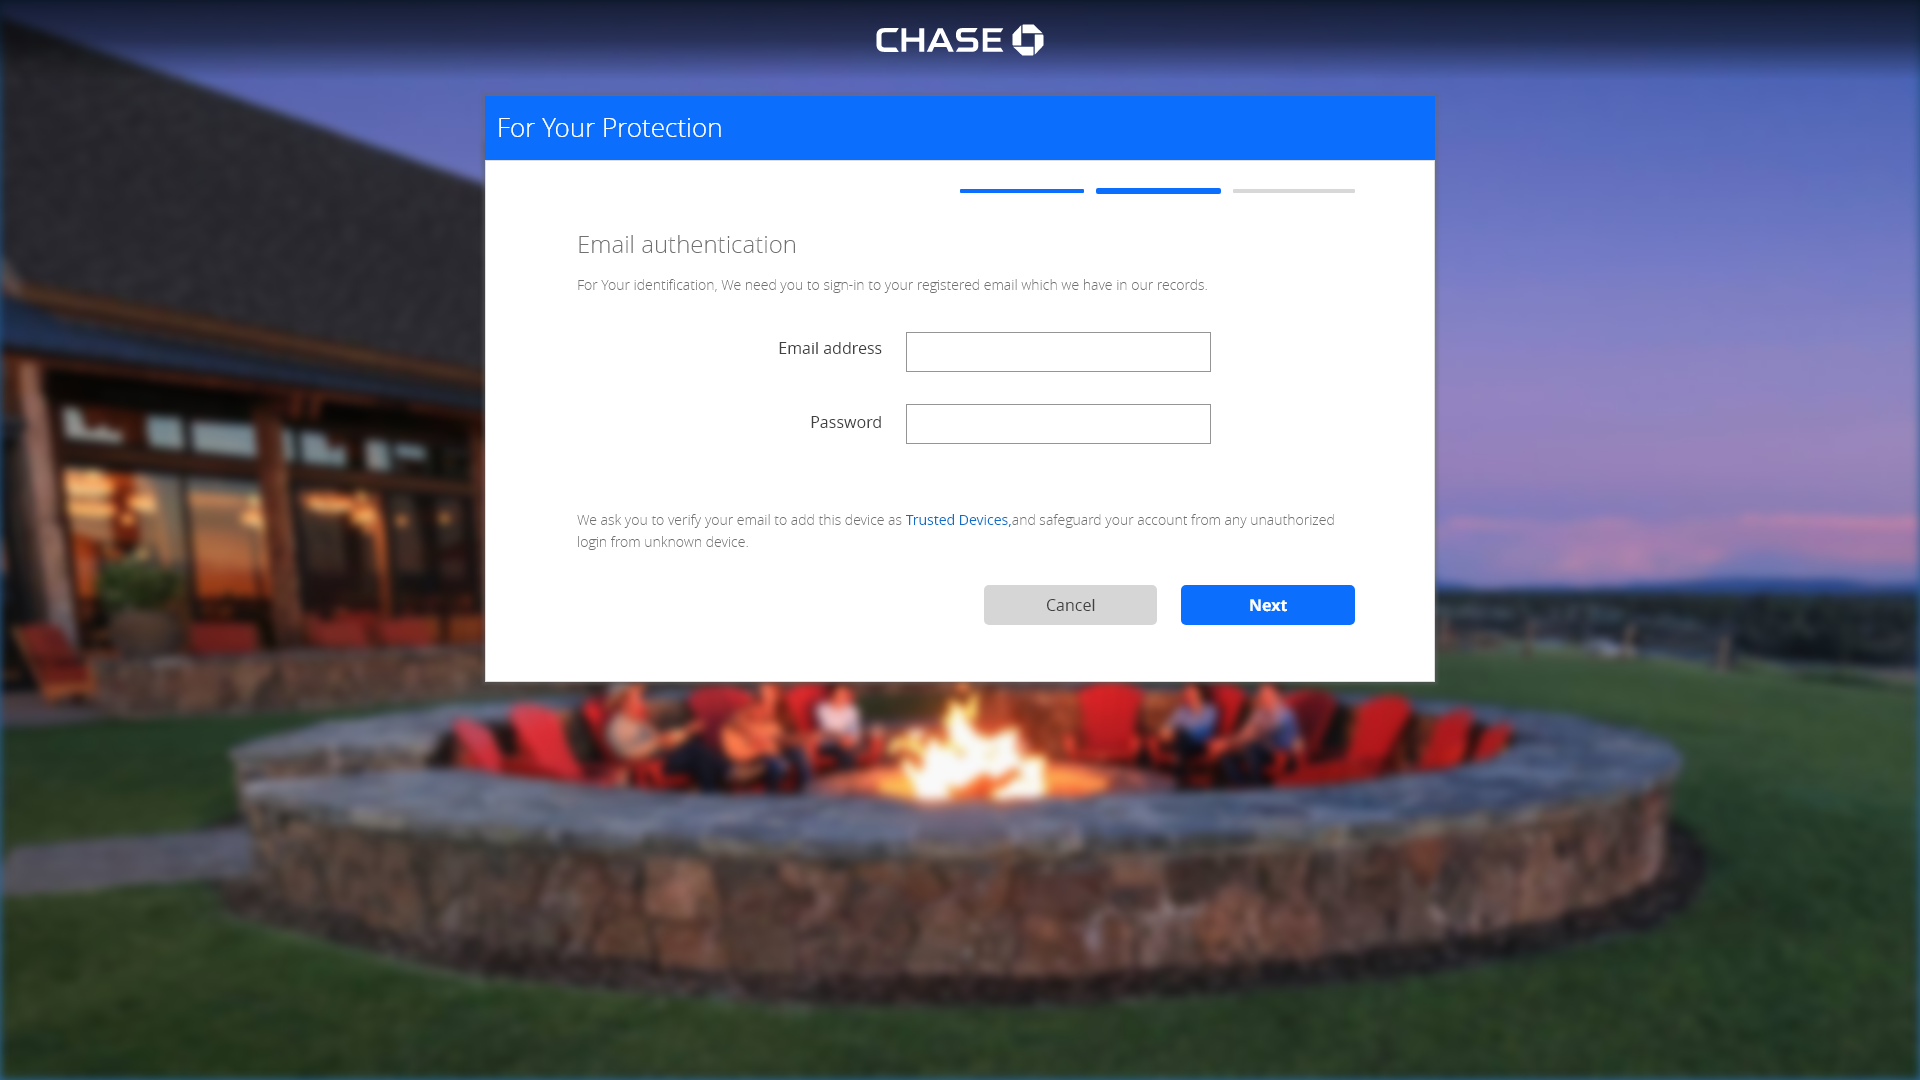 CHASE
For Your Protection
Email authentication
For Your identification, We need you to sign-in to your registered email which we have in our records.
Email address
Password
We ask you to verify your email to add this device as Trusted Devices,and safeguard your account from any unauthorized
login from unknown device.
Cancel
Next